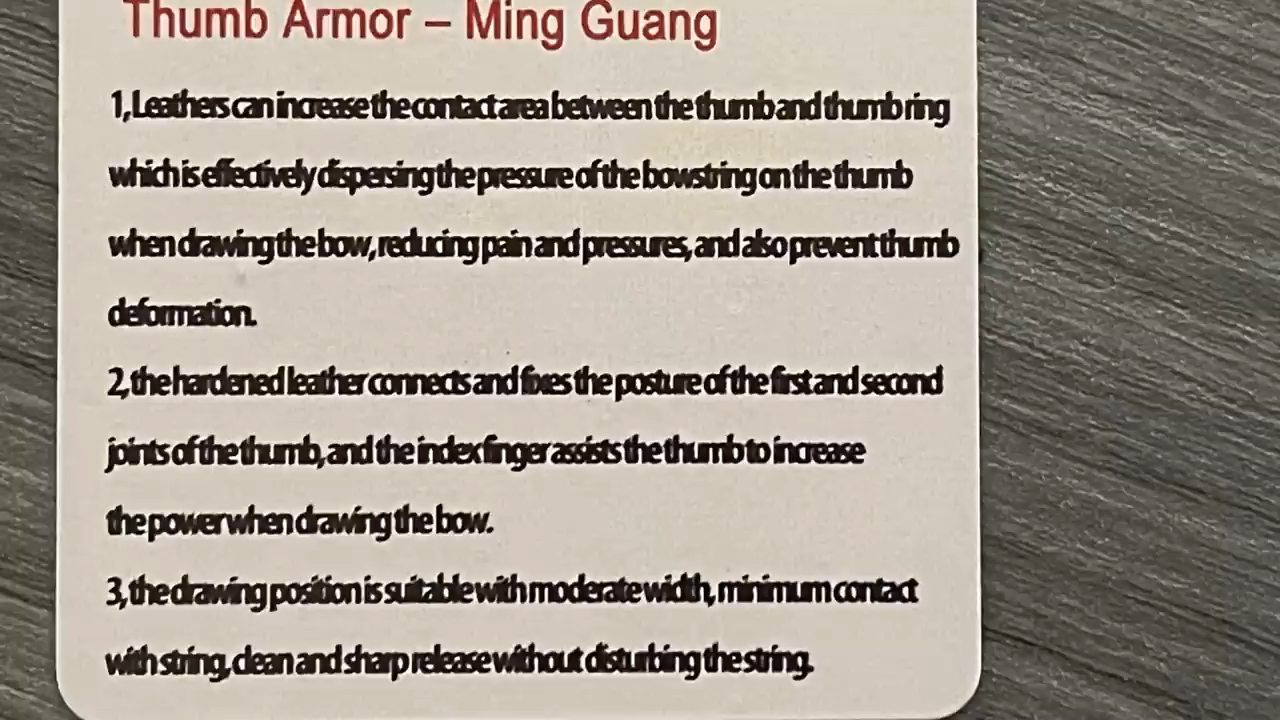 Thumb Armor – Ming Guang
1, Leathers can increase the contact area between the thumb and thumb ring
which is effectively dispersing the pressure of the bowstring on the thumb
when drawing the bow, reducing pain and pressures, and also prevent thumb
deformation.
2, the hardened leather connects and fixes the posture of the first and second
joints of the thumb, and the index finger assists the thumb to increase
the power when drawing the bow.
3, the drawing position is suitable with moderate width, minimum contact
with string, clean and sharp release without disturbing the string.